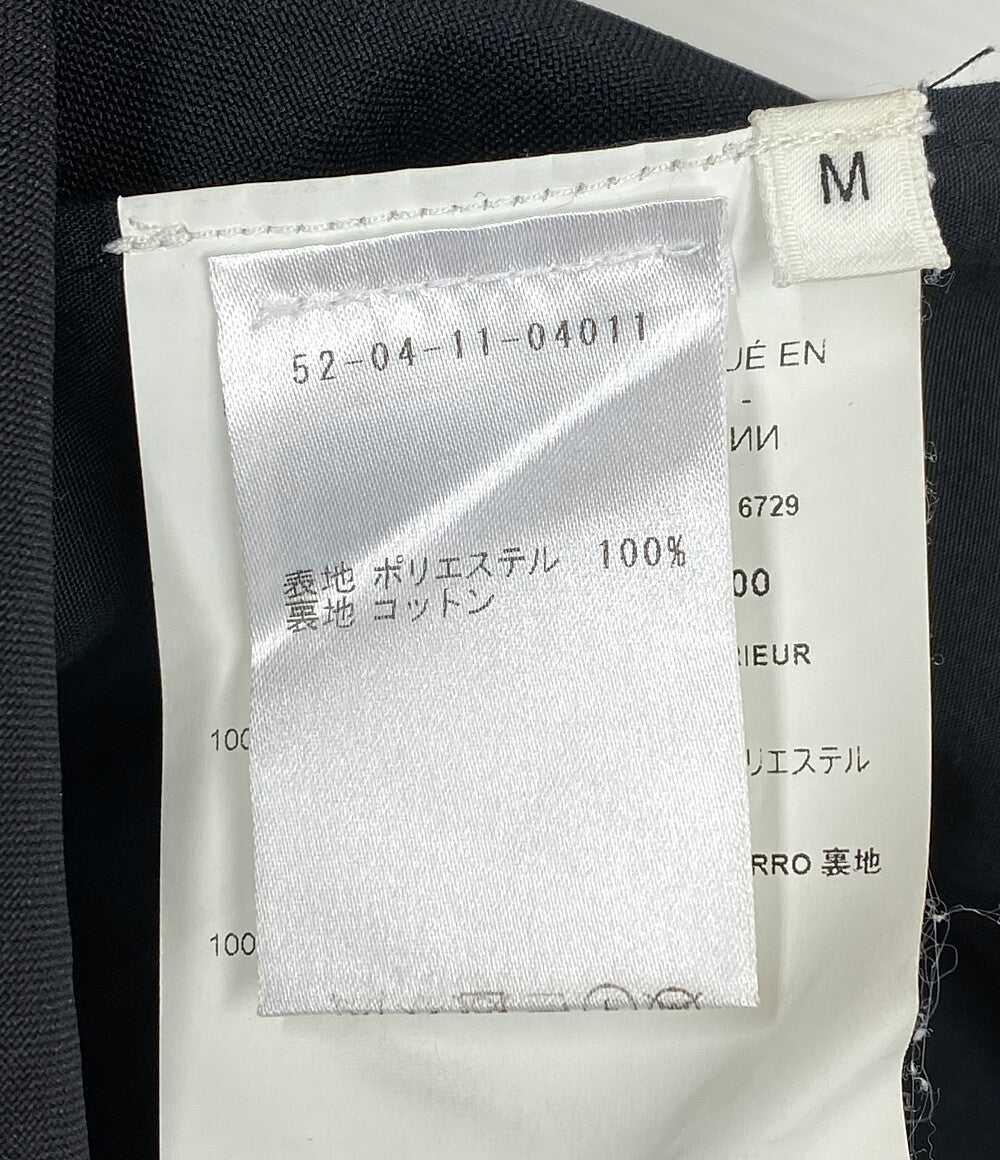 M
52-04-11-04011
表地 ポリエステル 100%
裏地 コットン
UÉ EN
-
ИИ
6729
00
RIEUR
100
リエステル
RRO 裏地
100